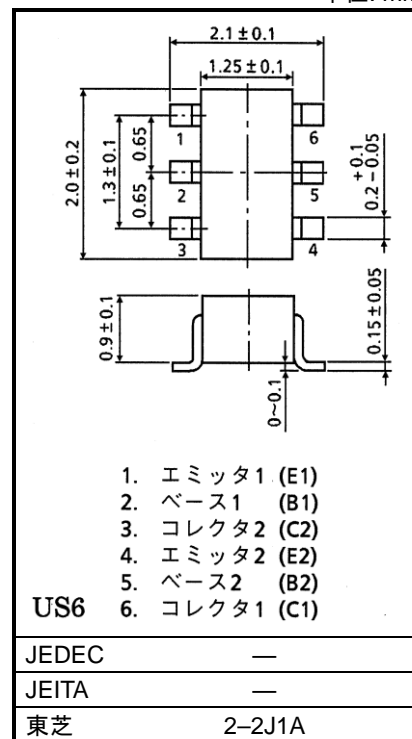 2.1±0.1
1.25±0.1
2.0±0.2
1.3±0.1
0.65
0.65
1
2
3
6
5
4
+0.1
0.2−0.05
0.9±0.1
0~0.1
0.15±0.05
1. エミッタ1 (E1)
2. ベース1 (B1)
3. コレクタ2 (C2)
4. エミッタ2 (E2)
5. ベース2 (B2)
US6 6. コレクタ1 (C1)
JEDEC —
JEITA —
東芝 2–2J1A